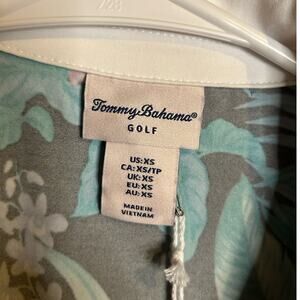 Tommy Bahama®
GOLF
US:XS
CA:XS/TP
UK:XS
EU:XS
AU:XS
MADE IN
VIETNAM